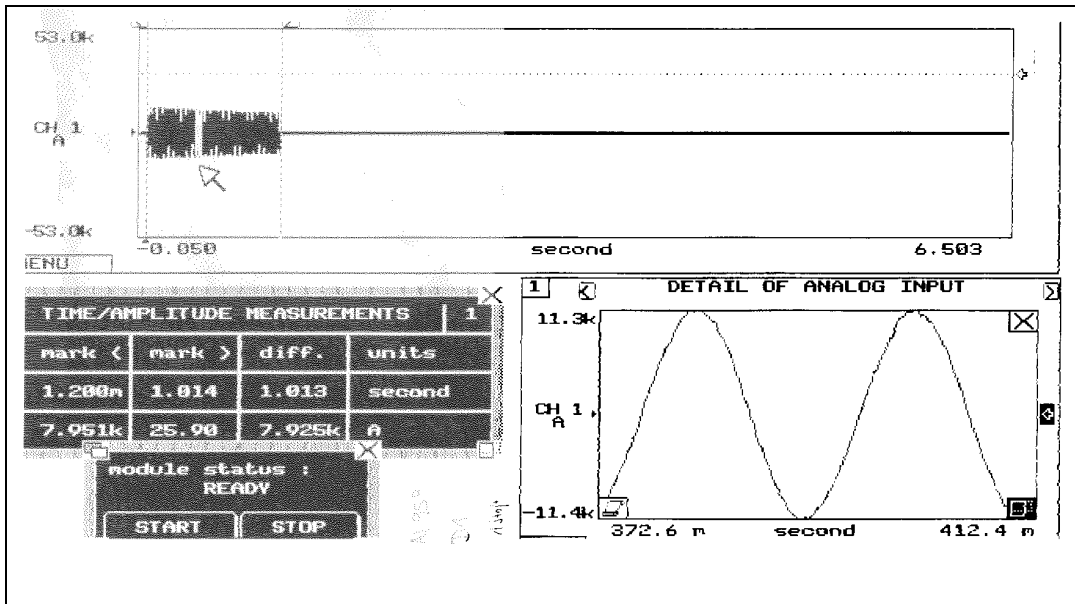 53.0k
CH 1
A
-53.0k
-0.050 second 6.503
MENU
TIME/AMPLITUDE MEASUREMENTS 1
mark < mark > diff. units
1.200m 1.014 1.013 second
7.951k 25.90 7.925k A
module status :
READY
START STOP
1 DETAIL OF ANALOG INPUT
11.3k
CH 1
A
-11.4k
372.6 m second 412.4 m